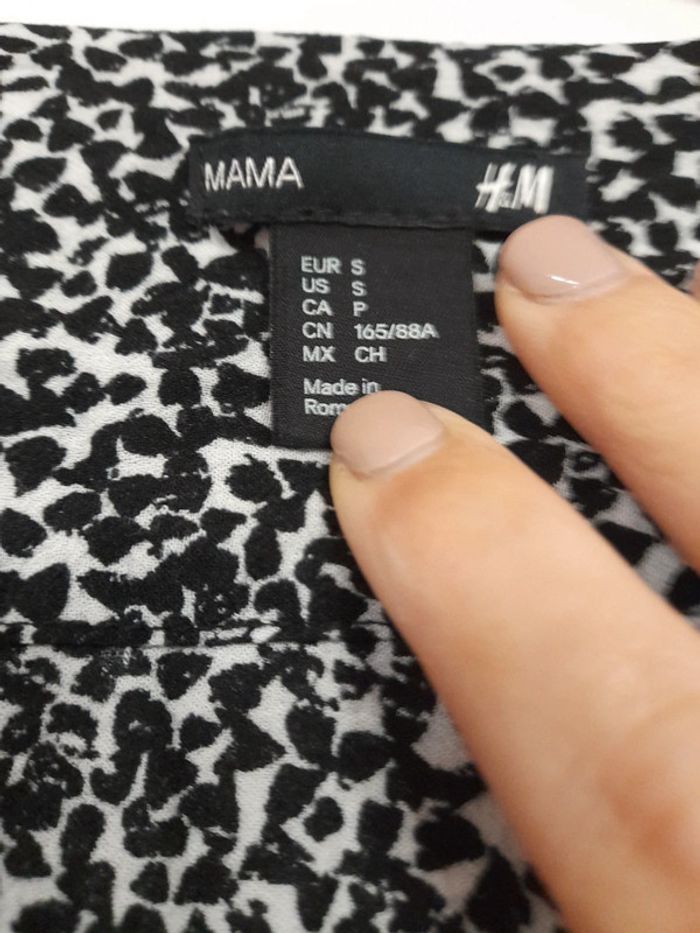 MAMA H&M
EUR S
US S
CA P
CN 165/88A
MX CH
Made in